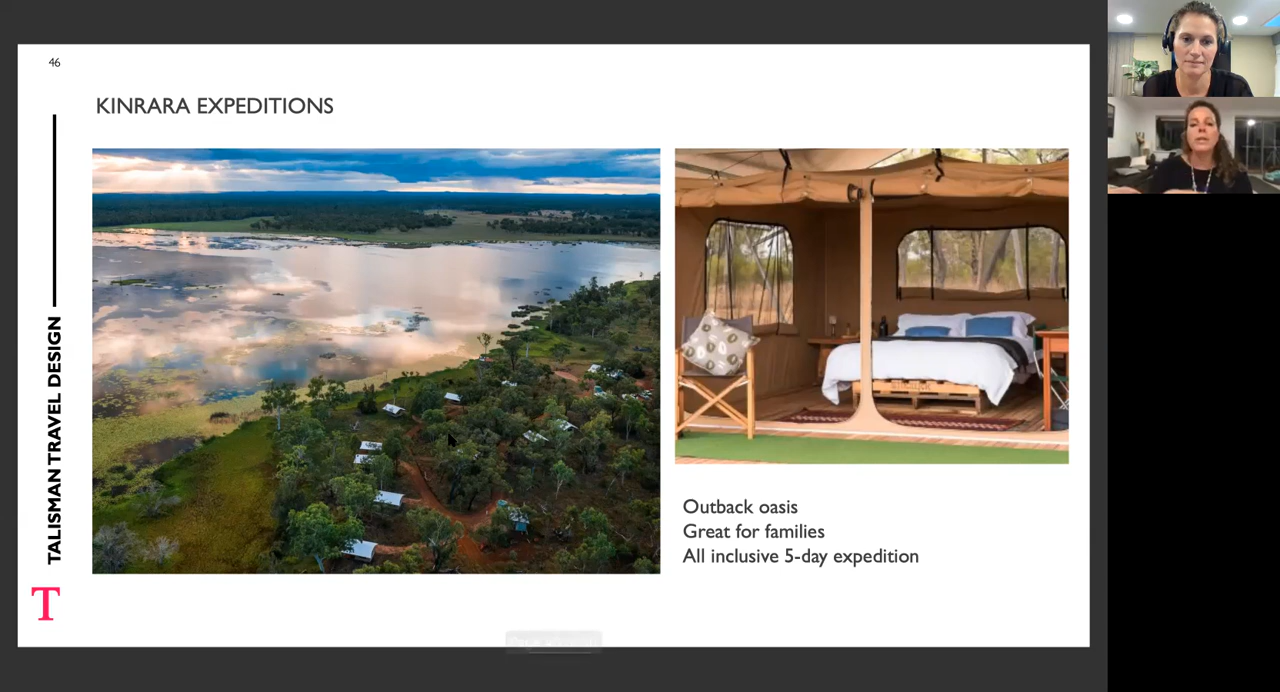 46
KINRARA EXPEDITIONS
TALISMAN TRAVEL DESIGN
T
Outback oasis
Great for families
All inclusive 5-day expedition